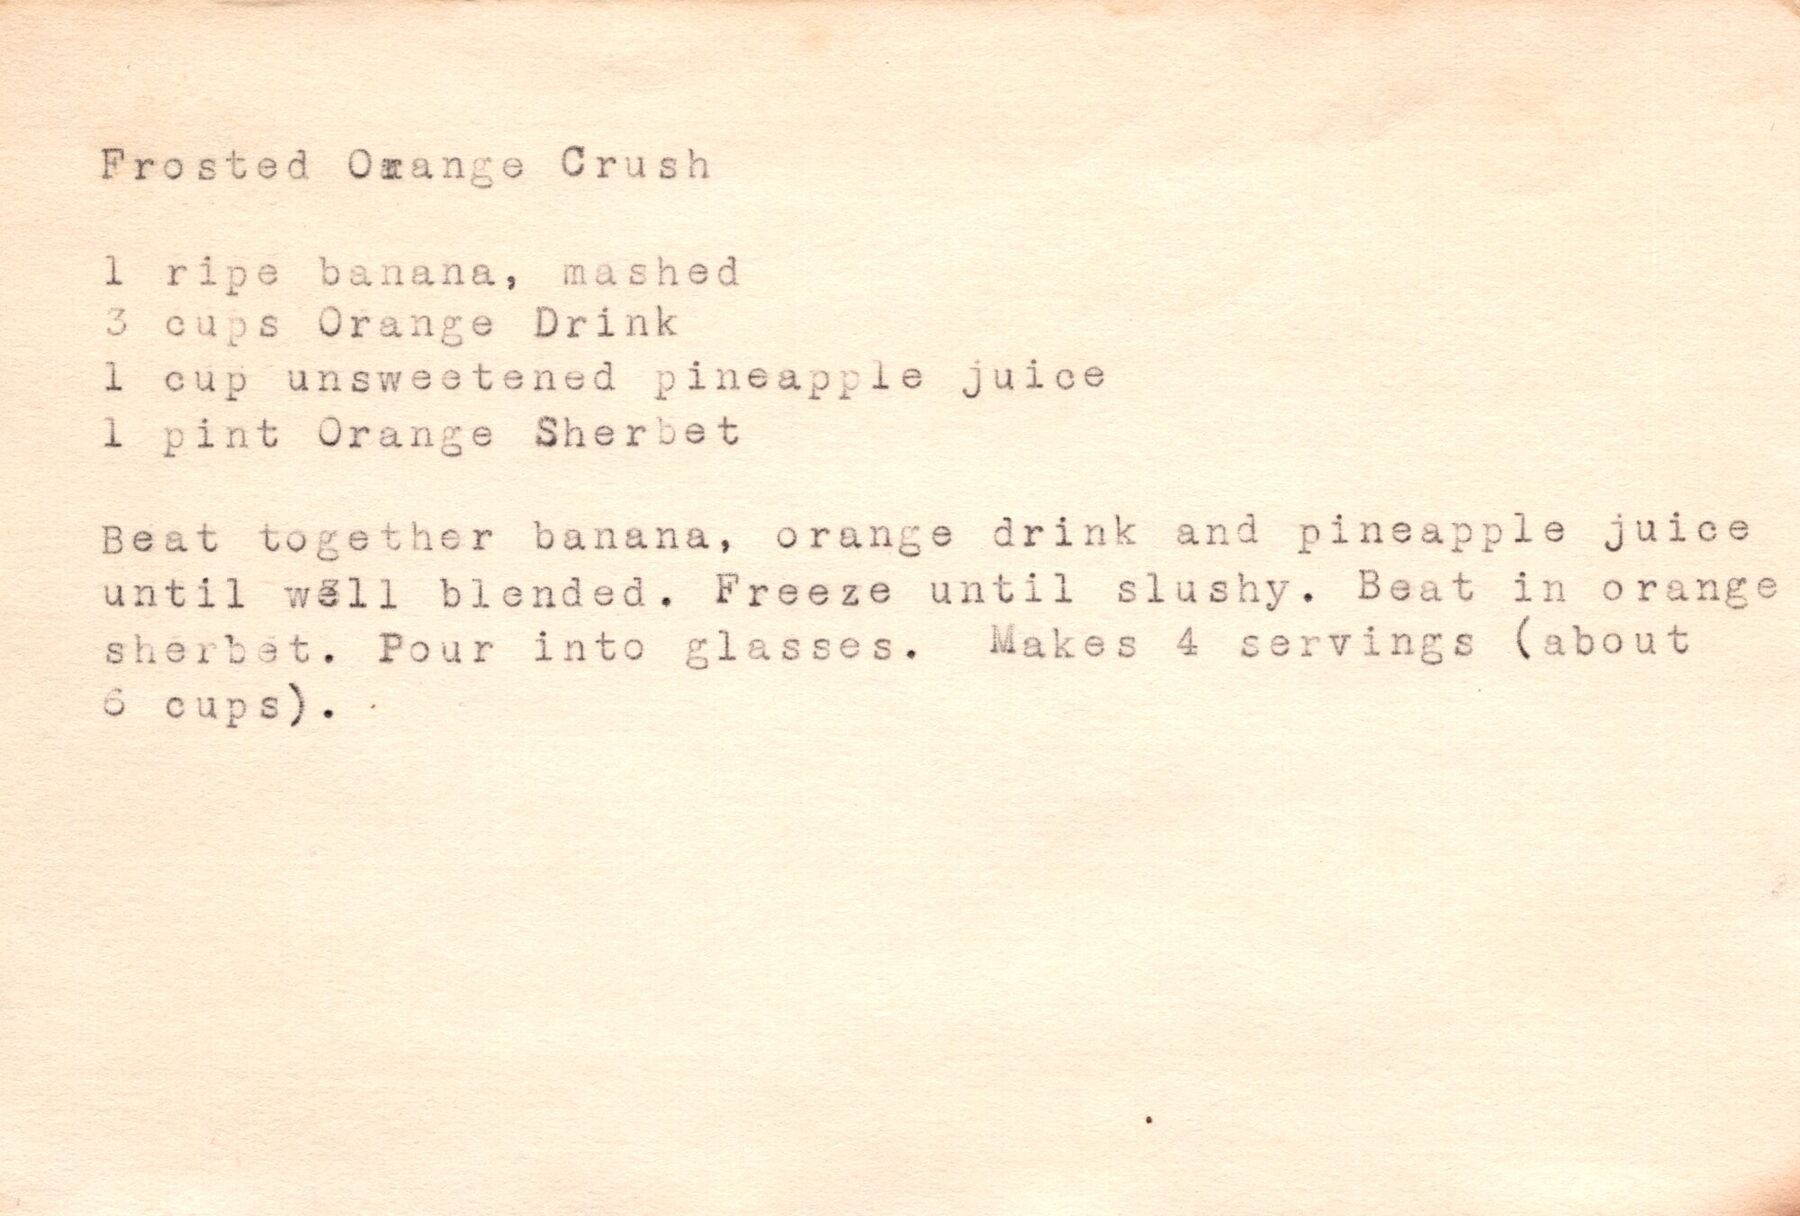 Frosted Orange Crush
1 ripe banana, mashed
3 cups Orange Drink
1 cup unsweetened pineapple juice
1 pint Orange Sherbet
Beat together banana, orange drink and pineapple juice
until well blended. Freeze until slushy. Beat in orange
sherbet. Pour into glasses.  Makes 4 servings (about
6 cups).